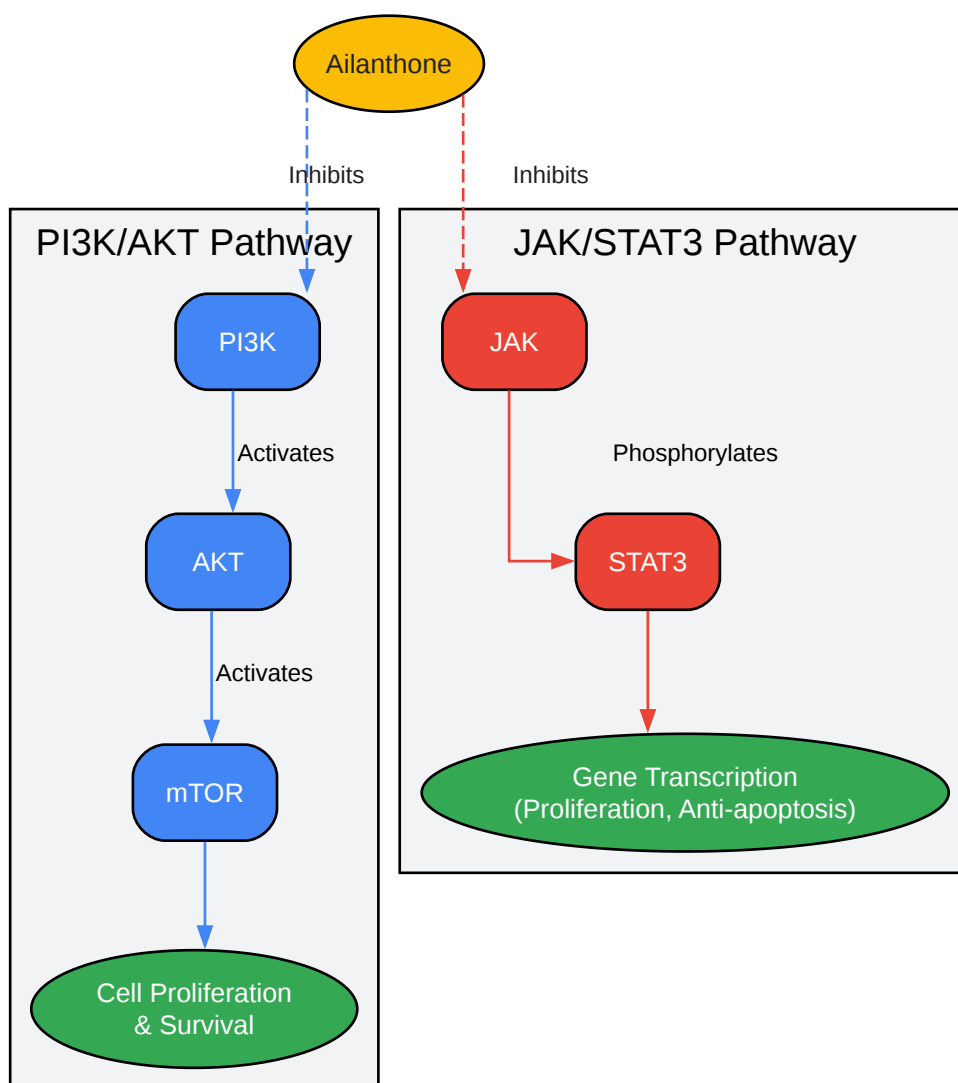 Ailanthone
Inhibits
Inhibits
PI3K/AKT Pathway
PI3K
Activates
AKT
Activates
mTOR
Cell Proliferation
& Survival
JAK/STAT3 Pathway
JAK
Phosphorylates
STAT3
Gene Transcription
(Proliferation, Anti-apoptosis)